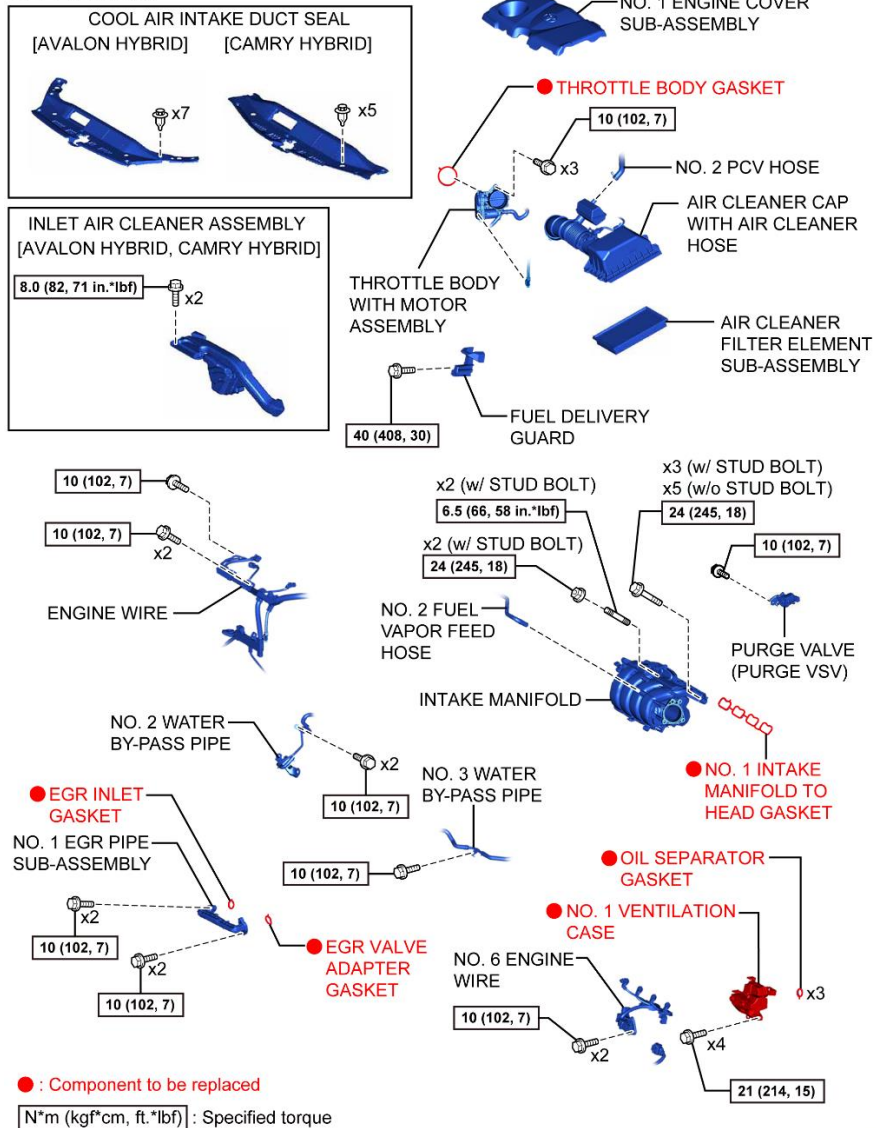 COOL AIR INTAKE DUCT SEAL
[AVALON HYBRID]
[CAMRY HYBRID]
x7
x5
NO. 1 ENGINE COVER
SUB-ASSEMBLY
THROTTLE BODY GASKET
10 (102, 7)
x3
NO. 2 PCV HOSE
AIR CLEANER CAP
WITH AIR CLEANER
HOSE
INLET AIR CLEANER ASSEMBLY
[AVALON HYBRID, CAMRY HYBRID]
8.0 (82, 71 in.*lbf)
x2
THROTTLE BODY
WITH MOTOR
ASSEMBLY
AIR CLEANER
FILTER ELEMENT
SUB-ASSEMBLY
40 (408, 30)
FUEL DELIVERY
GUARD
10 (102, 7)
10 (102, 7)
x2
ENGINE WIRE
x2 (w/ STUD BOLT)
6.5 (66, 58 in.*lbf)
x2 (w/ STUD BOLT)
24 (245, 18)
x3 (w/ STUD BOLT)
x5 (w/o STUD BOLT)
24 (245, 18)
10 (102, 7)
NO. 2 FUEL
VAPOR FEED
HOSE
PURGE VALVE
(PURGE VSV)
INTAKE MANIFOLD
NO. 2 WATER
BY-PASS PIPE
x2
10 (102, 7)
NO. 3 WATER
BY-PASS PIPE
10 (102, 7)
NO. 1 INTAKE
MANIFOLD TO
HEAD GASKET
EGR INLET
GASKET
NO. 1 EGR PIPE
SUB-ASSEMBLY
x2
10 (102, 7)
x2
10 (102, 7)
EGR VALVE
ADAPTER
GASKET
OIL SEPARATOR
GASKET
NO. 1 VENTILATION
CASE
x3
NO. 6 ENGINE
WIRE
10 (102, 7)
x2
x4
21 (214, 15)
: Component to be replaced
N*m (kgf*cm, ft.*lbf) : Specified torque